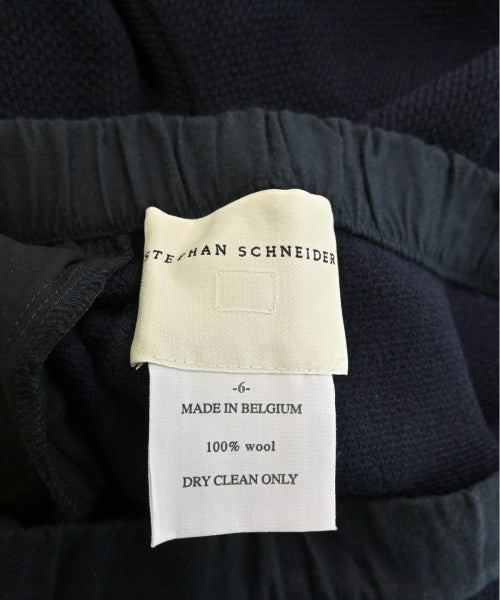 STEPHAN SCHNEIDER
-6-
MADE IN BELGIUM
100% wool
DRY CLEAN ONLY